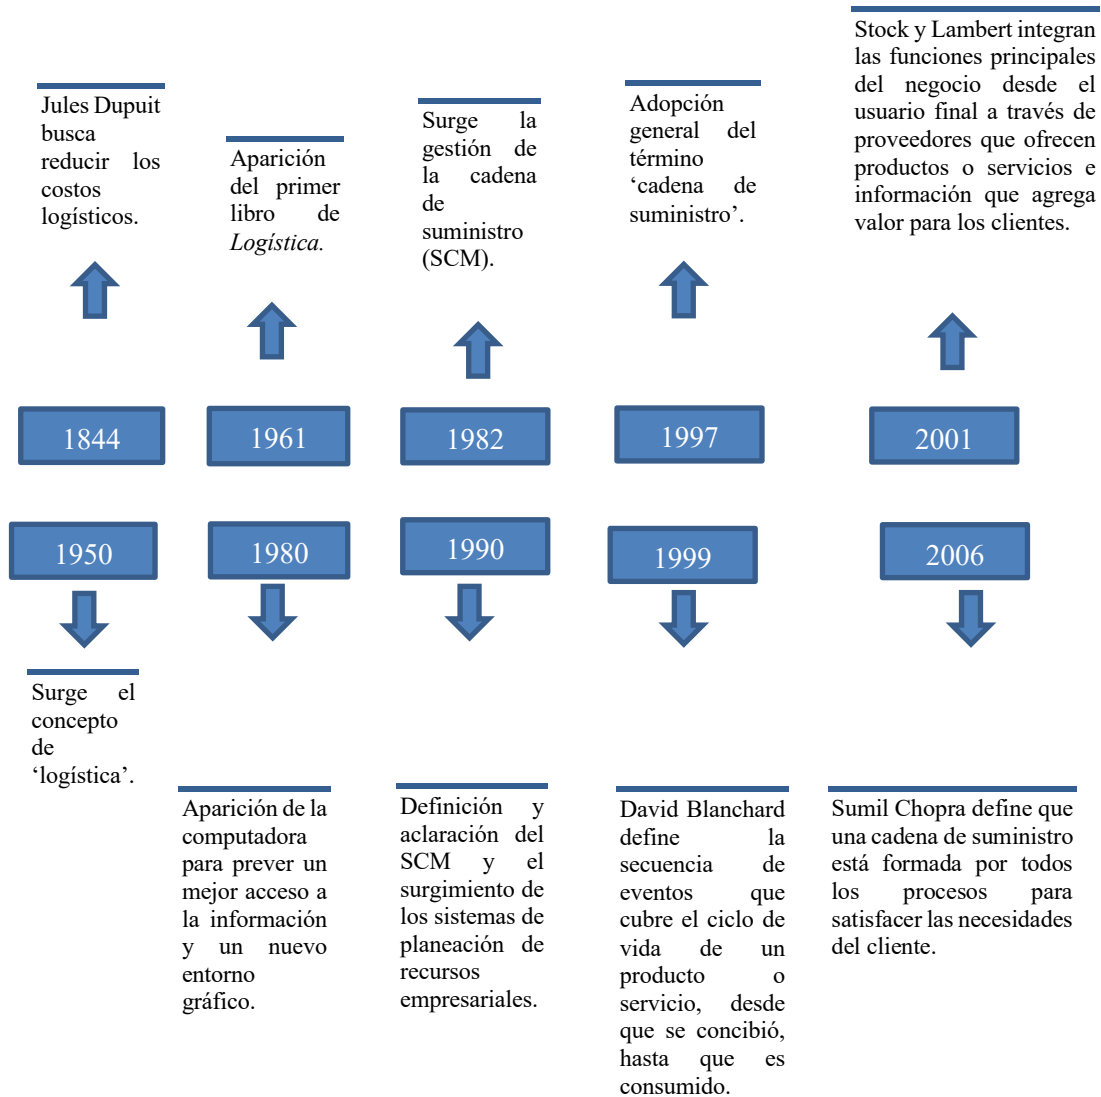 Jules Dupuit
busca
reducir los
costos
logísticos.
Aparición
del primer
libro de
Logística.
Surge la
gestión de
la cadena
de
suministro
(SCM).
Adopción
general del
término
‘cadena de
suministro’.
Stock y Lambert integran
las funciones principales
del negocio desde el
usuario final a través de
proveedores que ofrecen
productos o servicios e
información que agrega
valor para los clientes.
1844
1961
1982
1997
2001
1950
1980
1990
1999
2006
Surge el
concepto
de
‘logística’.
Aparición de la
computadora
para prever un
mejor acceso a
la información
y un nuevo
entorno
gráfico.
Definición y
aclaración del
SCM y el
surgimiento de
los sistemas de
planeación de
recursos
empresariales.
David Blanchard
define la
secuencia de
eventos que
cubre el ciclo de
vida de un
producto o
servicio, desde
que se concibió,
hasta que es
consumido.
Sumil Chopra define que
una cadena de suministro
está formada por todos
los procesos para
satisfacer las necesidades
del cliente.